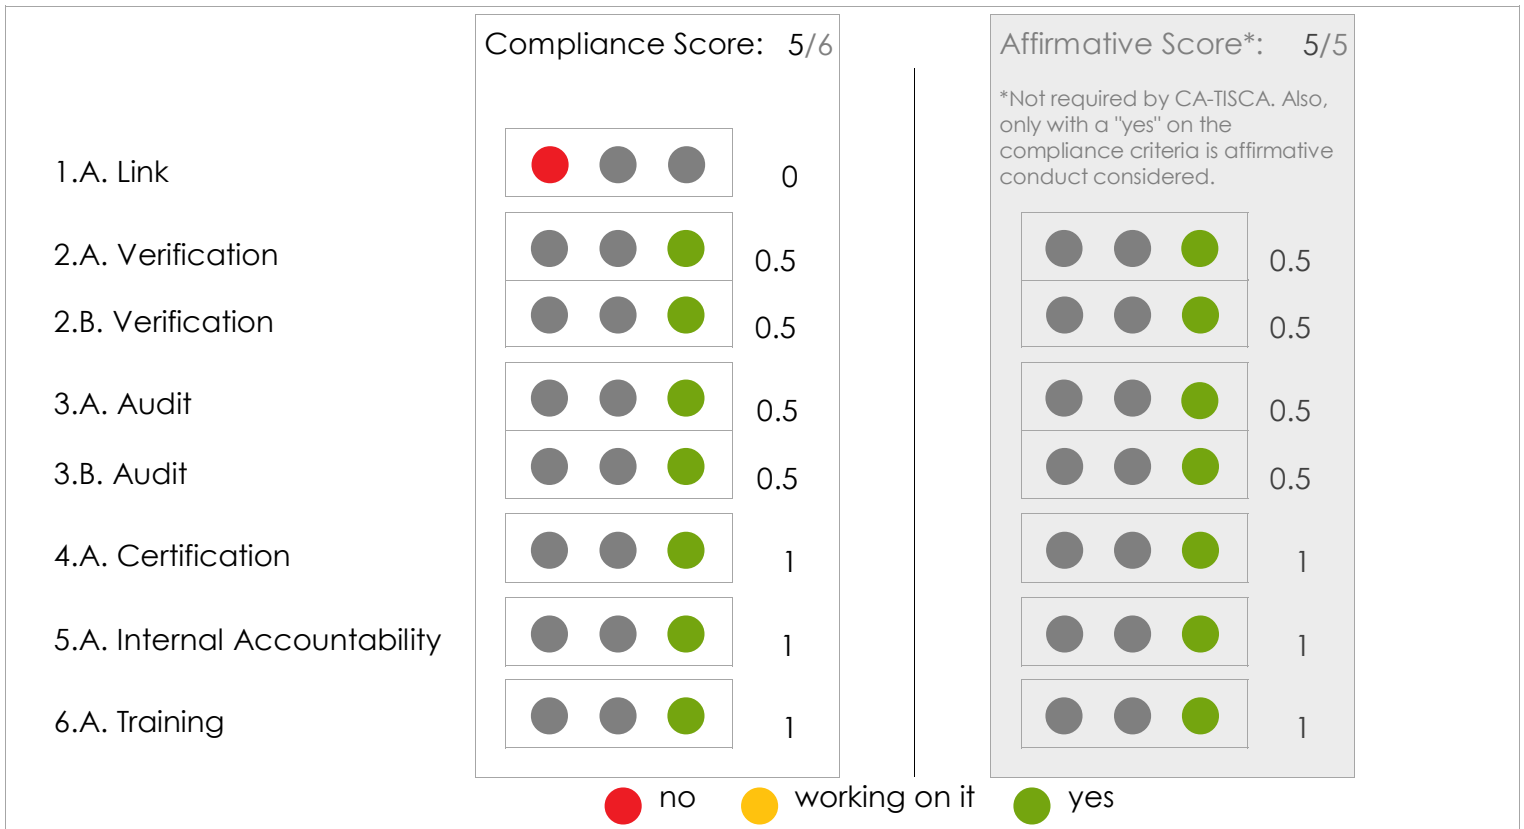 Compliance Score: 5/6
Affirmative Score*: 5/5
*Not required by CA-TISCA. Also,
only with a "yes" on the
compliance criteria is affirmative
conduct considered.
1.A. Link 0
2.A. Verification 0.5 0.5
2.B. Verification 0.5 0.5
3.A. Audit 0.5 0.5
3.B. Audit 0.5 0.5
4.A. Certification 1 1
5.A. Internal Accountability 1 1
6.A. Training 1 1
no working on it yes